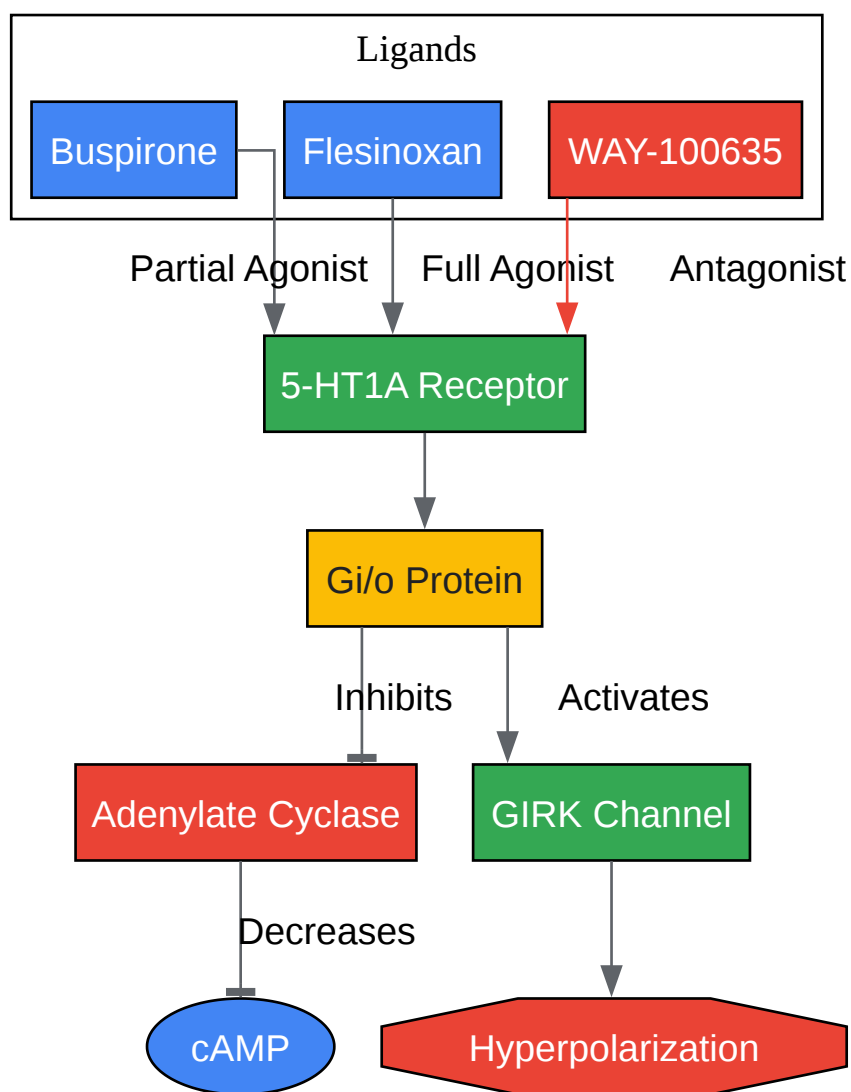 Ligands
Buspirone
Flesinoxan
WAY-100635
Partial Agonist
Full Agonist
Antagonist
5-HT1A Receptor
Gi/o Protein
Inhibits
Activates
Adenylate Cyclase
GIRK Channel
Decreases
cAMP
Hyperpolarization